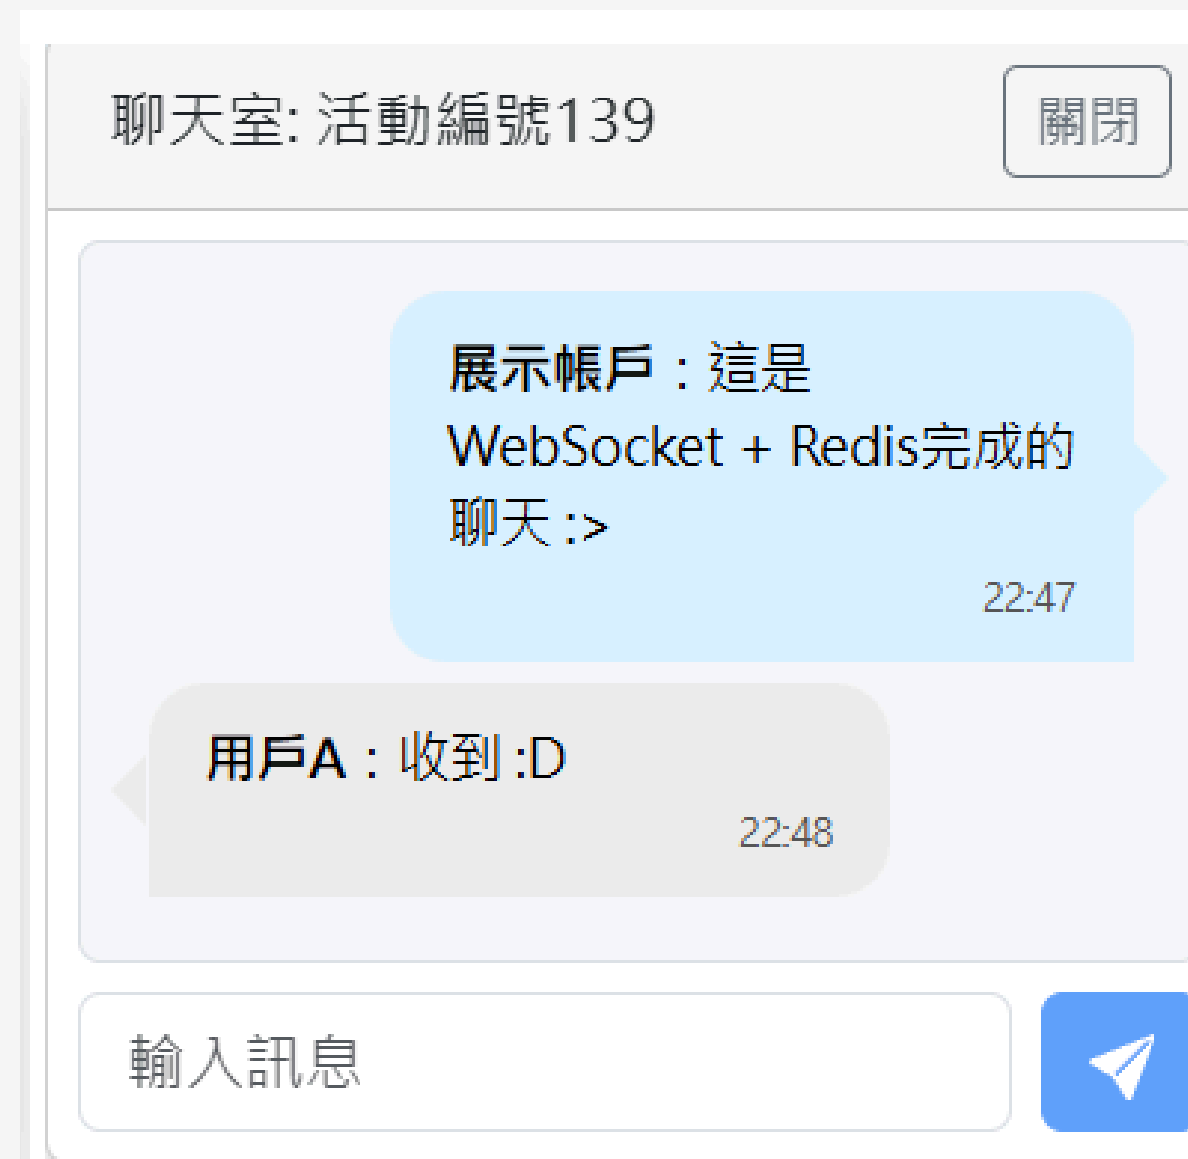 聊天室: 活動編號139
關閉
展示帳戶：這是
WebSocket + Redis完成的
聊天 :>
22:47
用戶A：收到 :D
22:48
輸入訊息